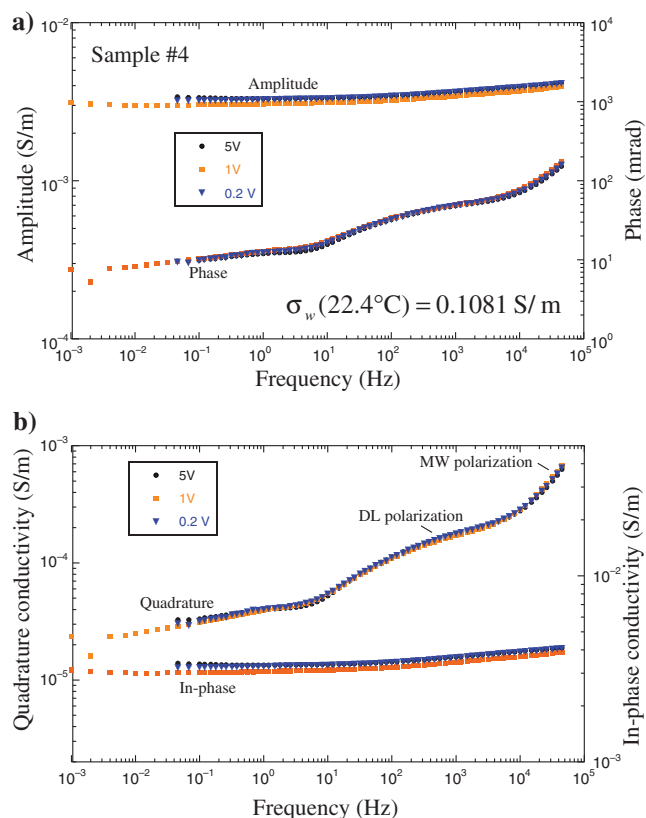 a)
Sample #4
Amplitude
5V
1V
0.2 V
Phase
σw (22.4°C) = 0.1081 S/ m
Amplitude (S/m)
10⁻²
10⁻³
10⁻⁴
Phase (mrad)
10⁴
10³
10²
10¹
10⁰
10⁻³ 10⁻² 10⁻¹ 10⁰ 10¹ 10² 10³ 10⁴ 10⁵
Frequency (Hz)
b)
5V
1V
0.2 V
MW polarization
DL polarization
Quadrature
In-phase
Quadrature conductivity (S/m)
10⁻³
10⁻⁴
10⁻⁵
In-phase conductivity (S/m)
10⁻²
10⁻³
10⁻³ 10⁻² 10⁻¹ 10⁰ 10¹ 10² 10³ 10⁴ 10⁵
Frequency (Hz)